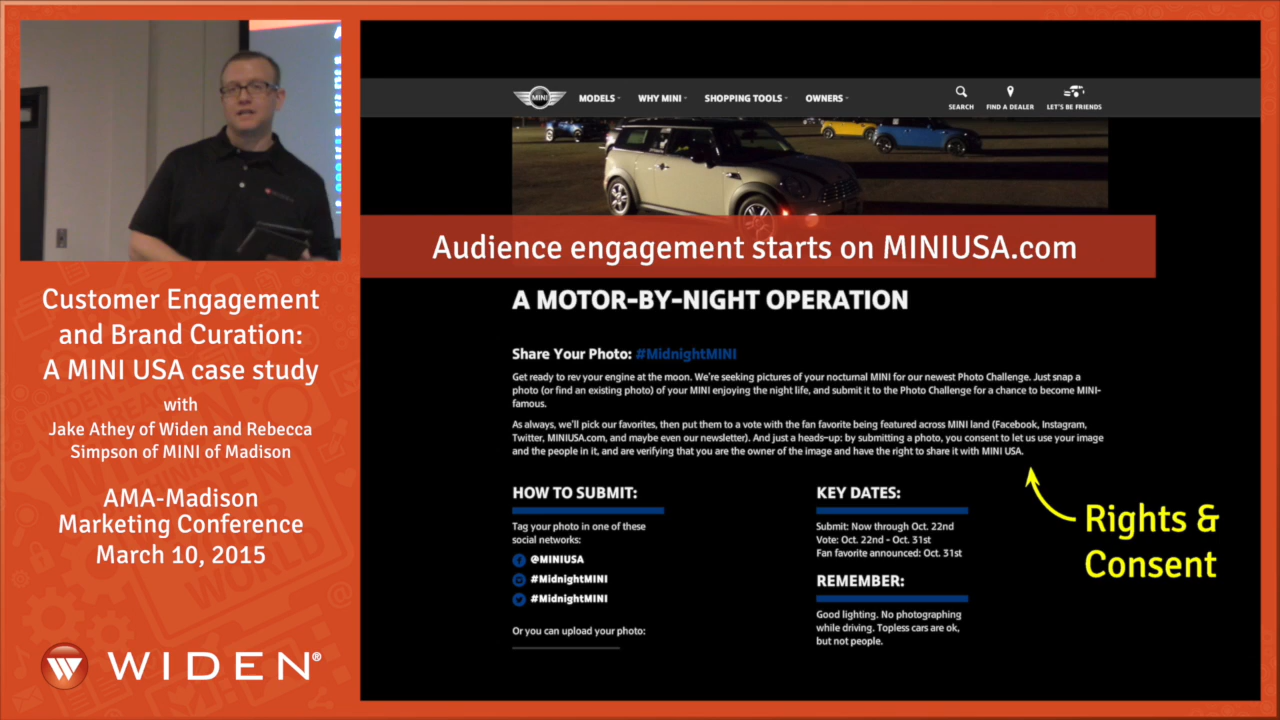 Customer Engagement
and Brand Curation:
A MINI USA case study
with
Jake Athey of Widen and Rebecca
Simpson of MINI of Madison
AMA-Madison
Marketing Conference
March 10, 2015
WIDEN®
MINI
MODELS
WHY MINI
SHOPPING TOOLS
OWNERS
SEARCH
FIND A DEALER
LET'S BE FRIENDS
Audience engagement starts on MINIUSA.com
A MOTOR-BY-NIGHT OPERATION
Share Your Photo: #MidnightMINI
Get ready to rev your engine at the moon. We're seeking pictures of your nocturnal MINI for our newest Photo Challenge. Just snap a
photo (or find an existing photo) of your MINI enjoying the night life, and submit it to the Photo Challenge for a chance to become MINI-
famous.
As always, we'll pick our favorites, then put them to a vote with the fan favorite being featured across MINI land (Facebook, Instagram,
Twitter, MINIUSA.com, and maybe even our newsletter). And just a heads-up: by submitting a photo, you consent to let us use your image
and the people in it, and are verifying that you are the owner of the image and have the right to share it with MINI USA.
Rights &
Consent
HOW TO SUBMIT:
Tag your photo in one of these
social networks:
@MINIUSA
#MidnightMINI
#MidnightMINI
Or you can upload your photo:
KEY DATES:
Submit: Now through Oct. 22nd
Vote: Oct. 22nd - Oct. 31st
Fan favorite announced: Oct. 31st
REMEMBER:
Good lighting. No photographing
while driving. Topless cars are ok,
but not people.